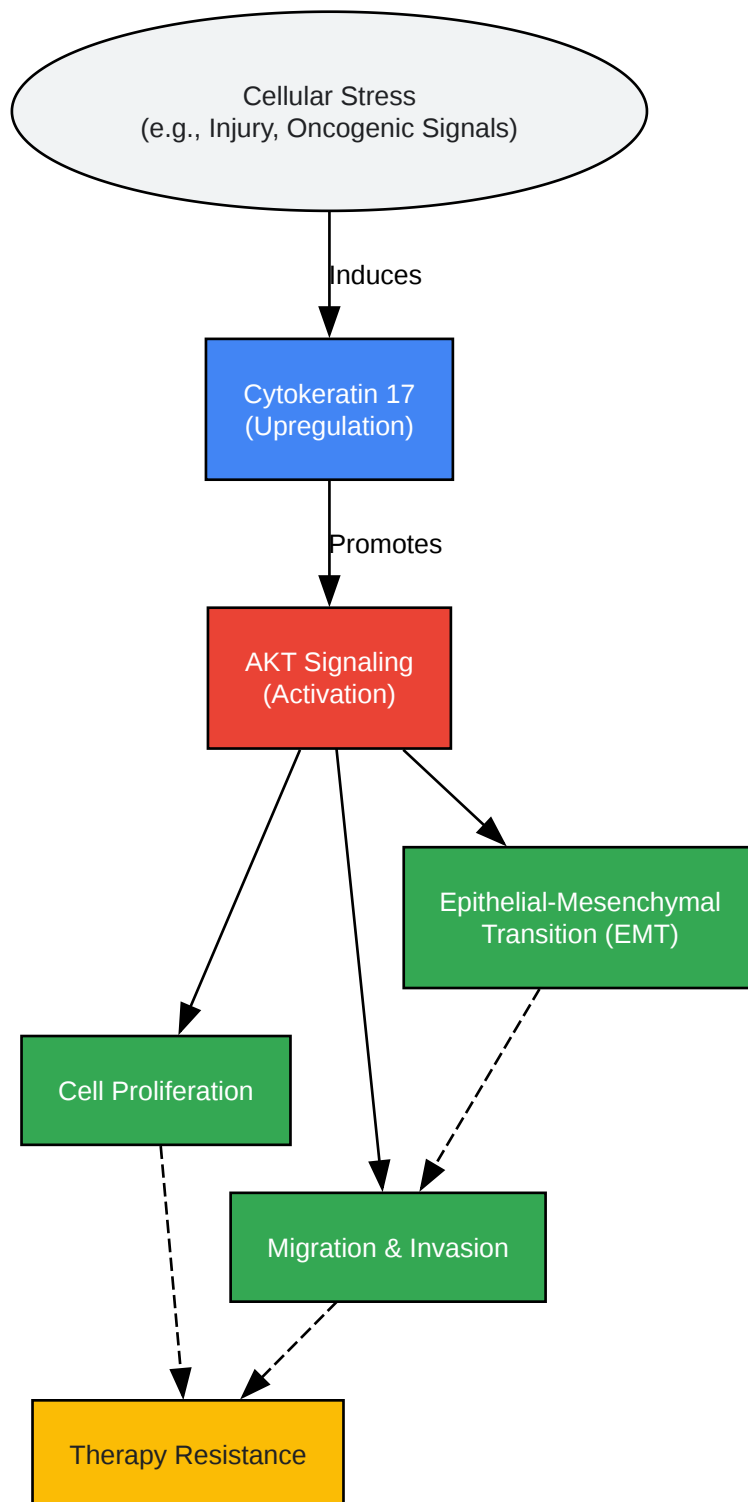 Cellular Stress
(e.g., Injury, Oncogenic Signals)
Induces
Cytokeratin 17
(Upregulation)
Promotes
AKT Signaling
(Activation)
Epithelial-Mesenchymal
Transition (EMT)
Cell Proliferation
Migration & Invasion
Therapy Resistance